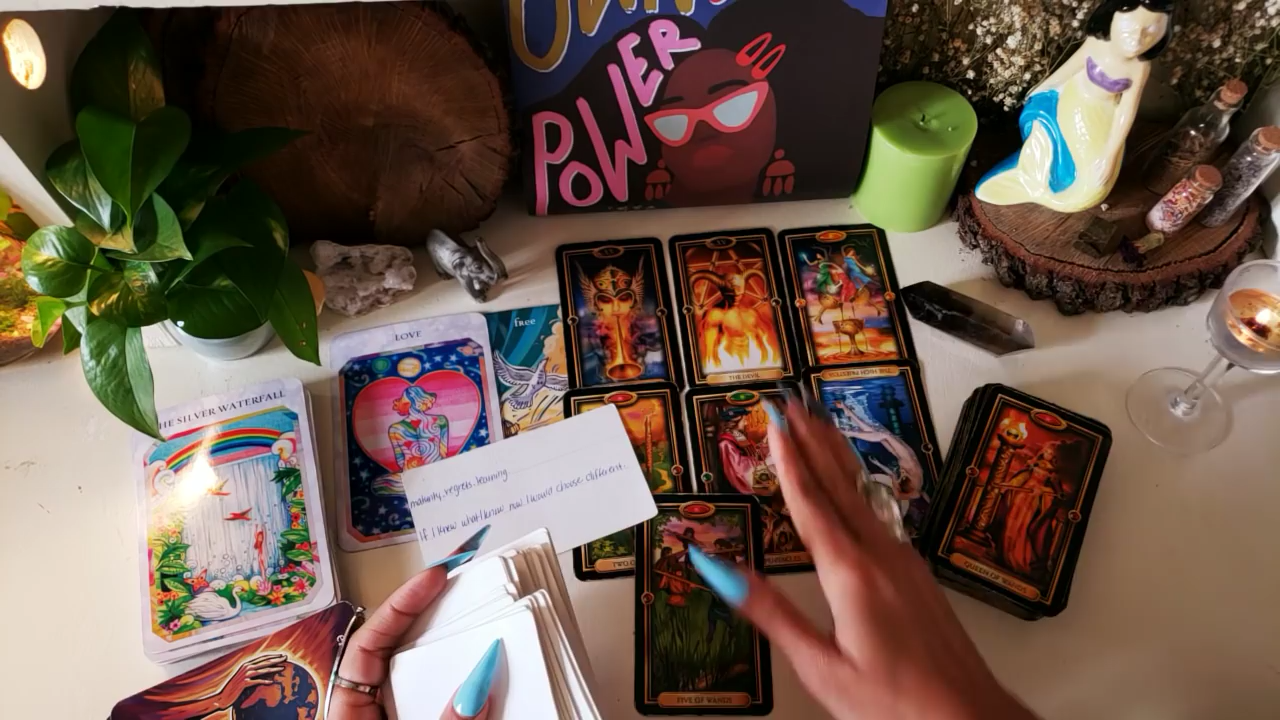 POWER
LOVE
free
HE SILVER WATERFALL
THE DEVIL
maturity, regrets, learning
if I knew what I know now I would choose different.
QUEEN OF WANDS
FIVE OF WANDS